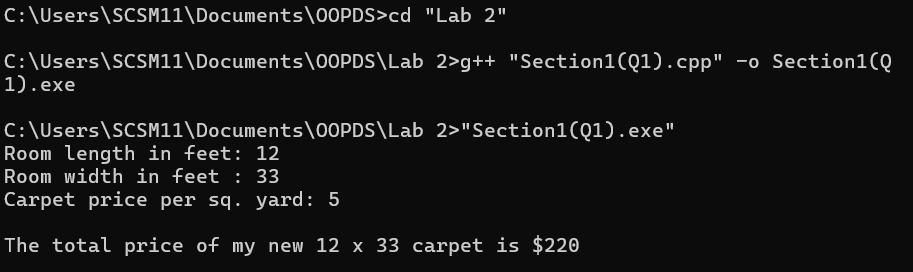 C:\Users\SCSM11\Documents\OOPDS>cd "Lab 2"
C:\Users\SCSM11\Documents\OOPDS\Lab 2>g++ "Section1(Q1).cpp" -o Section1(Q
1).exe
C:\Users\SCSM11\Documents\OOPDS\Lab 2>"Section1(Q1).exe"
Room length in feet: 12
Room width in feet : 33
Carpet price per sq. yard: 5
The total price of my new 12 x 33 carpet is $220